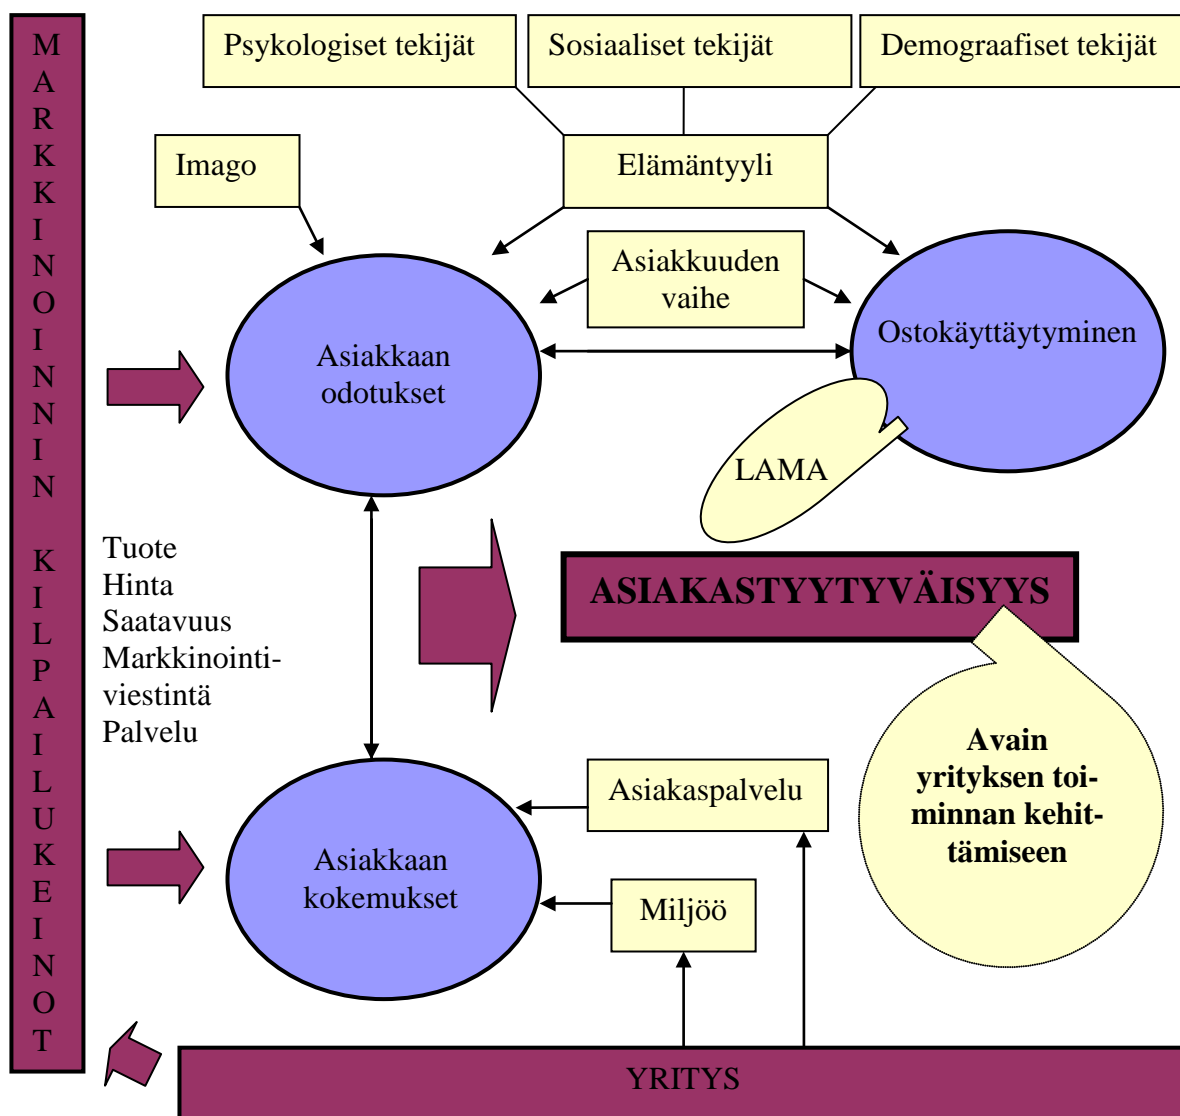 MARKKINOINNIN KILPAILUKEINOT
Psykologiset tekijät
Sosiaaliset tekijät
Demograafiset tekijät
Imago
Elämäntyyli
Asiakkuuden
vaihe
Ostokäyttäytyminen
Asiakkaan
odotukset
LAMA
Tuote
Hinta
Saatavuus
Markkinointi-
viestintä
Palvelu
ASIAKASTYYTYVÄISYYS
Avain
yrityksen toi-
minnan kehit-
tämiseen
Asiakaspalvelu
Asiakkaan
kokemukset
Miljöö
YRITYS